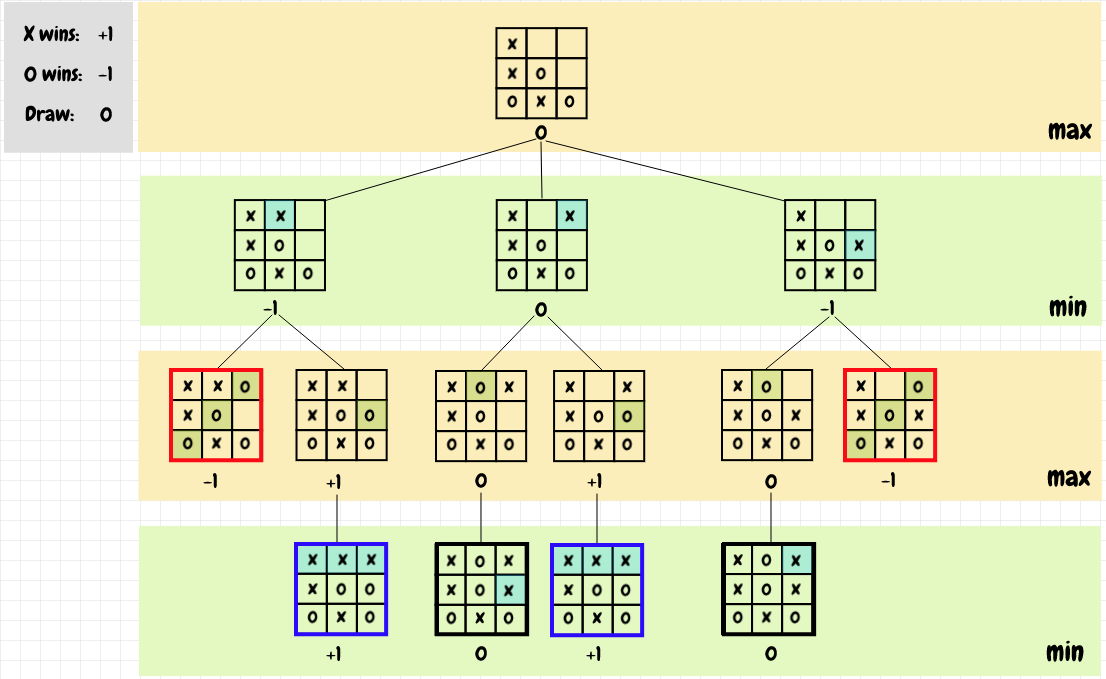 X wins: +1
O wins: -1
Draw: 0
X
X O
O X O
0
max
X X
X O
O X O
-1
X X
X O
O X O
0
X
X O X
O X O
-1
min
X X O
X O
O X O
-1
X X
X O O
O X O
+1
X O X
X O
O X O
0
X X
X O O
O X O
+1
X O
X O X
O X O
0
X O
X O X
O X O
-1
max
X X X
X O O
O X O
+1
X O X
X O X
O X O
0
X X X
X O O
O X O
+1
X O X
X O X
O X O
0
min